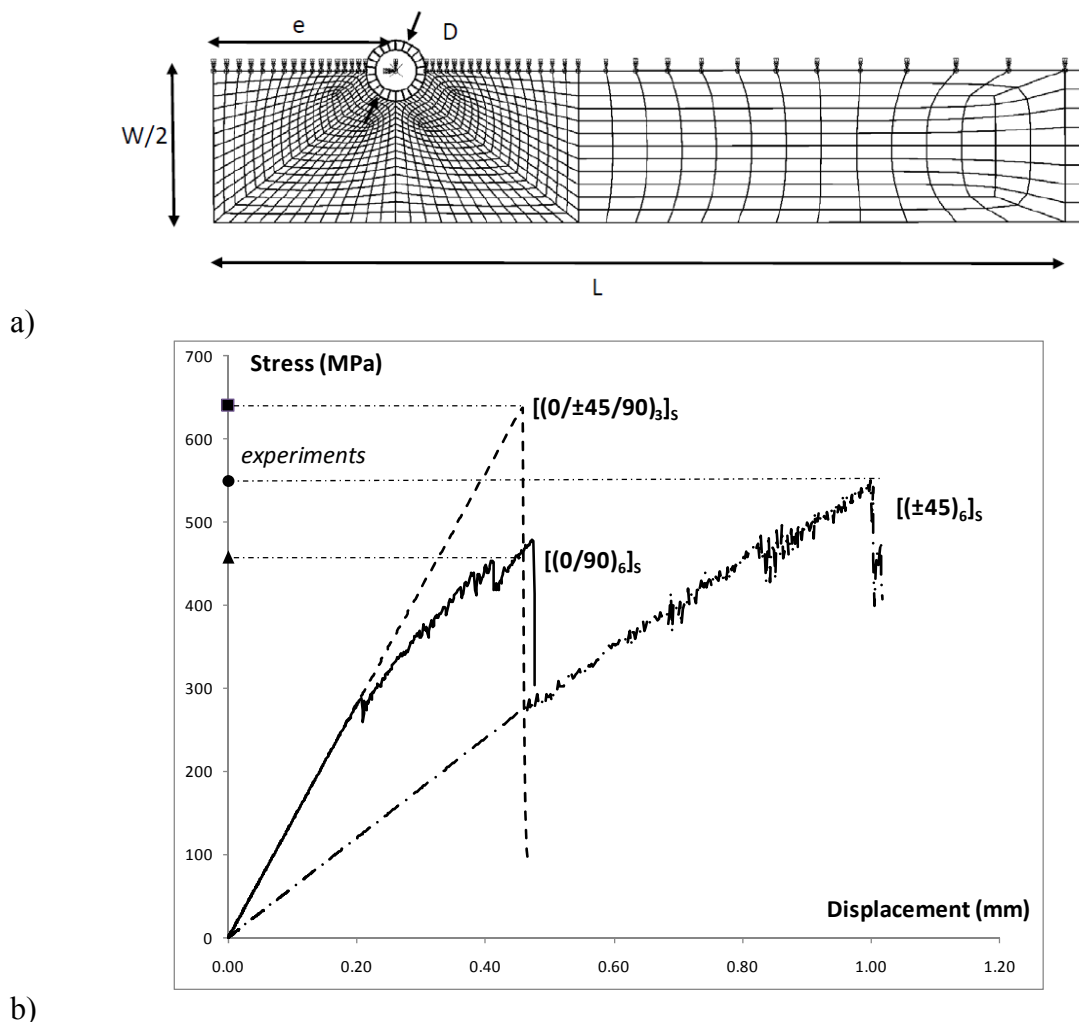 e
D
W/2
L
a)
700
Stress (MPa)
[(0/±45/90)₃]s
600
experiments
500
[(±45)₆]s
[(0/90)₆]s
400
300
200
100
Displacement (mm)
0
0.00 0.20 0.40 0.60 0.80 1.00 1.20
b)